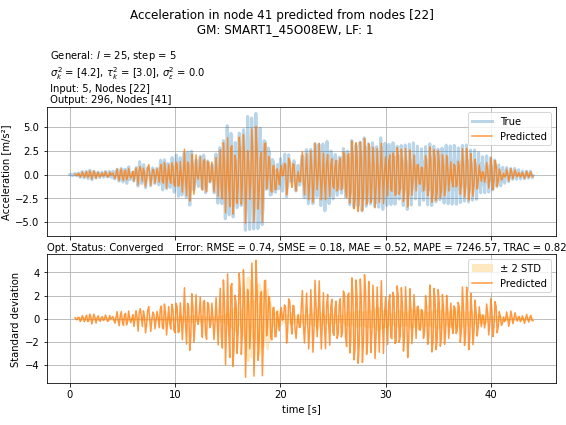 Acceleration in node 41 predicted from nodes [22]
GM: SMART1_45O08EW, LF: 1
General: l = 25, step = 5
σ²ₖ = [4.2], τ²ₖ = [3.0], σ²ε = 0.0
Input: 5, Nodes [22]
Output: 296, Nodes [41]
Acceleration [m/s²]
5.0
2.5
0.0
−2.5
−5.0
True
Predicted
Opt. Status: Converged Error: RMSE = 0.74, SMSE = 0.18, MAE = 0.52, MAPE = 7246.57, TRAC = 0.82
Standard deviation
4
2
0
−2
−4
± 2 STD
Predicted
0 10 20 30 40
time [s]